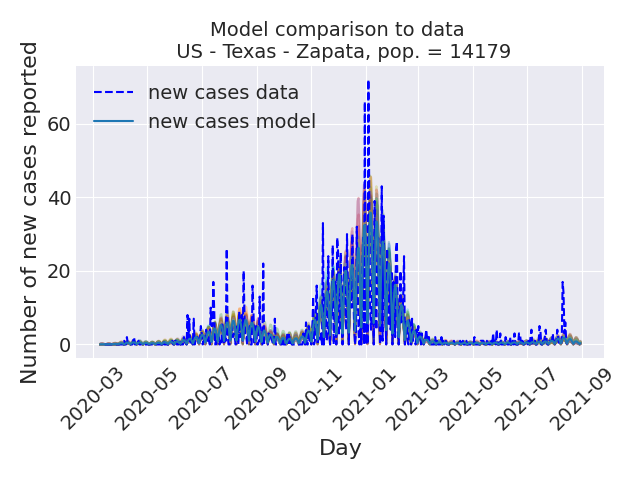 Model comparison to data
US - Texas - Zapata, pop. = 14179
Number of new cases reported
new cases data
new cases model
60
40
20
0
2020-03
2020-05
2020-07
2020-09
2020-11
2021-01
2021-03
2021-05
2021-07
2021-09
Day